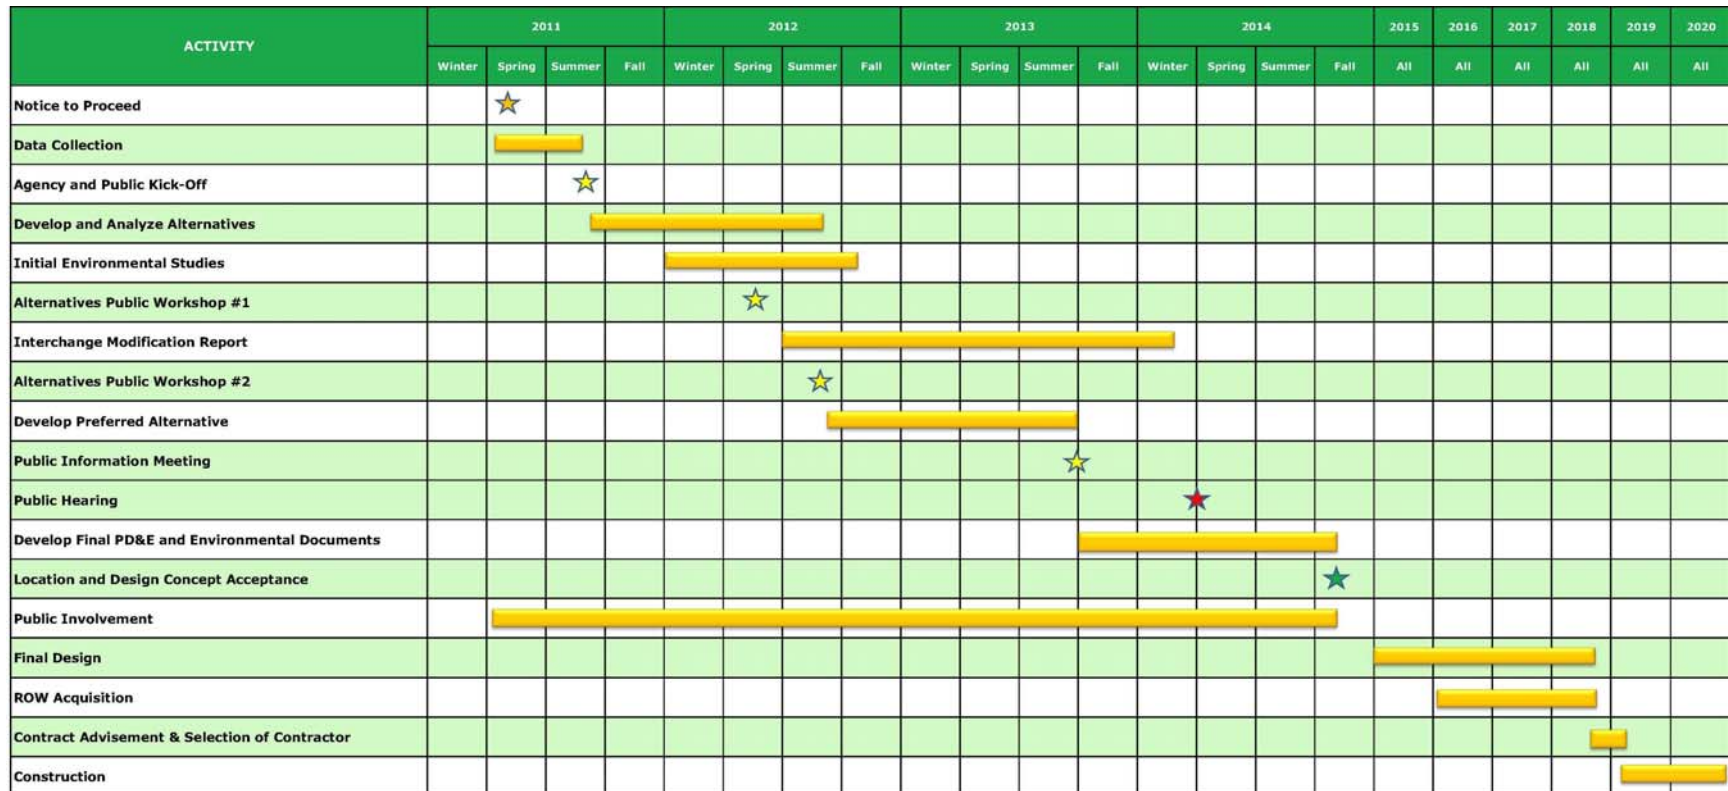 ACTIVITY
2011 2012 2013 2014 2015 2016 2017 2018 2019 2020
Winter Spring Summer Fall Winter Spring Summer Fall Winter Spring Summer Fall Winter Spring Summer Fall All All All All All All
Notice to Proceed
Data Collection
Agency and Public Kick-Off
Develop and Analyze Alternatives
Initial Environmental Studies
Alternatives Public Workshop #1
Interchange Modification Report
Alternatives Public Workshop #2
Develop Preferred Alternative
Public Information Meeting
Public Hearing
Develop Final PD&E and Environmental Documents
Location and Design Concept Acceptance
Public Involvement
Final Design
ROW Acquisition
Contract Advisement & Selection of Contractor
Construction